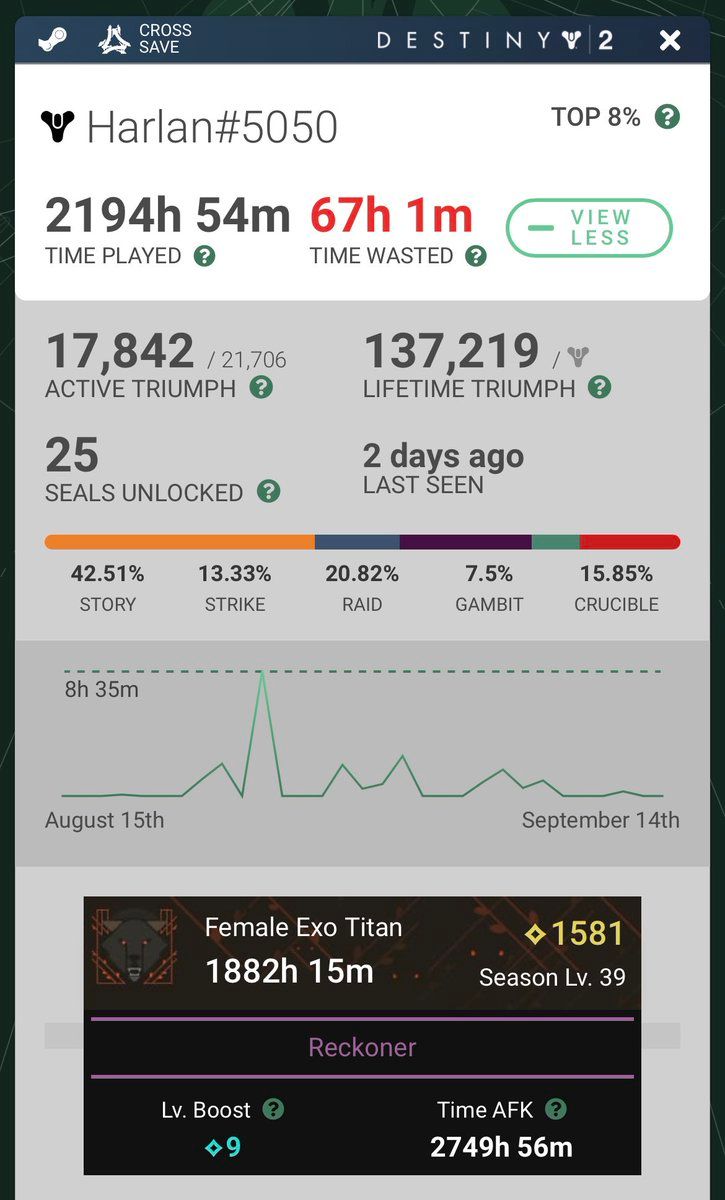 CROSS
SAVE
DESTINY 2
Harlan#5050
TOP 8% ?
2194h 54m 67h 1m
TIME PLAYED ? TIME WASTED ?
VIEW
LESS
17,842 / 21,706
ACTIVE TRIUMPH ?
137,219 /
LIFETIME TRIUMPH ?
25
SEALS UNLOCKED ?
2 days ago
LAST SEEN
42.51% 13.33% 20.82% 7.5% 15.85%
STORY STRIKE RAID GAMBIT CRUCIBLE
8h 35m
August 15th September 14th
Female Exo Titan
1882h 15m
1581
Season Lv. 39
Reckoner
Lv. Boost ? Time AFK ?
9 2749h 56m